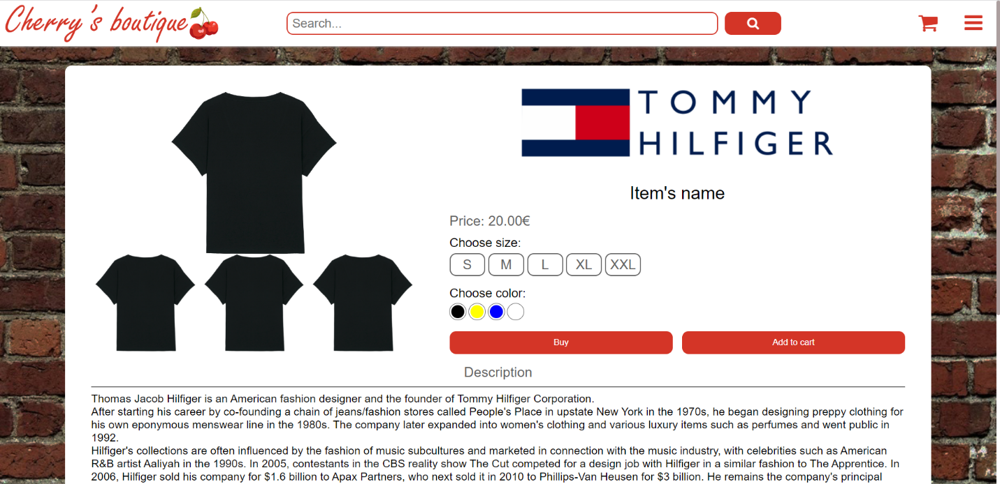 Cherry's boutique
Search...
TOMMY
HILFIGER
Item's name
Price: 20.00€
Choose size:
S M L XL XXL
Choose color:
Buy Add to cart
Description
Thomas Jacob Hilfiger is an American fashion designer and the founder of Tommy Hilfiger Corporation.
After starting his career by co-founding a chain of jeans/fashion stores called People's Place in upstate New York in the 1970s, he began designing preppy clothing for
his own eponymous menswear line in the 1980s. The company later expanded into women's clothing and various luxury items such as perfumes and went public in
1992.
Hilfiger's collections are often influenced by the fashion of music subcultures and marketed in connection with the music industry, with celebrities such as American
R&B artist Aaliyah in the 1990s. In 2005, contestants in the CBS reality show The Cut competed for a design job with Hilfiger in a similar fashion to The Apprentice. In
2006, Hilfiger sold his company for $1.6 billion to Apax Partners, who next sold it in 2010 to Phillips-Van Heusen for $3 billion. He remains the company's principal